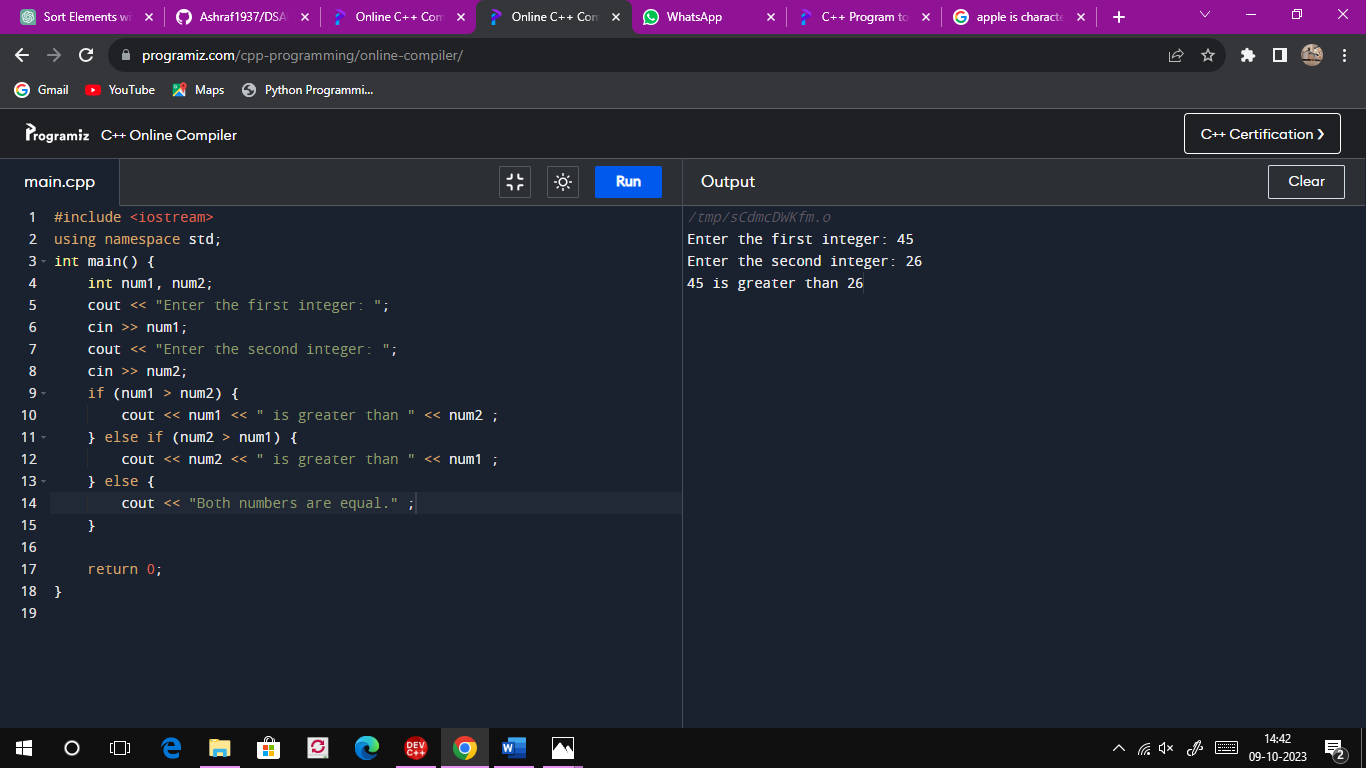 Sort Elements wi
Ashraf1937/DSA
Online C++ Com
Online C++ Com
WhatsApp
C++ Program to
apple is characte
programiz.com/cpp-programming/online-compiler/
Gmail
YouTube
Maps
Python Programmi...
Programiz
C++ Online Compiler
C++ Certification
main.cpp
Run
Output
Clear
1 #include <iostream>
2 using namespace std;
3 int main() {
4     int num1, num2;
5     cout << "Enter the first integer: ";
6     cin >> num1;
7     cout << "Enter the second integer: ";
8     cin >> num2;
9     if (num1 > num2) {
10         cout << num1 << " is greater than " << num2 ;
11     } else if (num2 > num1) {
12         cout << num2 << " is greater than " << num1 ;
13     } else {
14         cout << "Both numbers are equal." ;
15     }
16
17     return 0;
18 }
19
/tmp/sCdmcDWKfm.o
Enter the first integer: 45
Enter the second integer: 26
45 is greater than 26
DEV
C++
W
14:42
09-10-2023
2